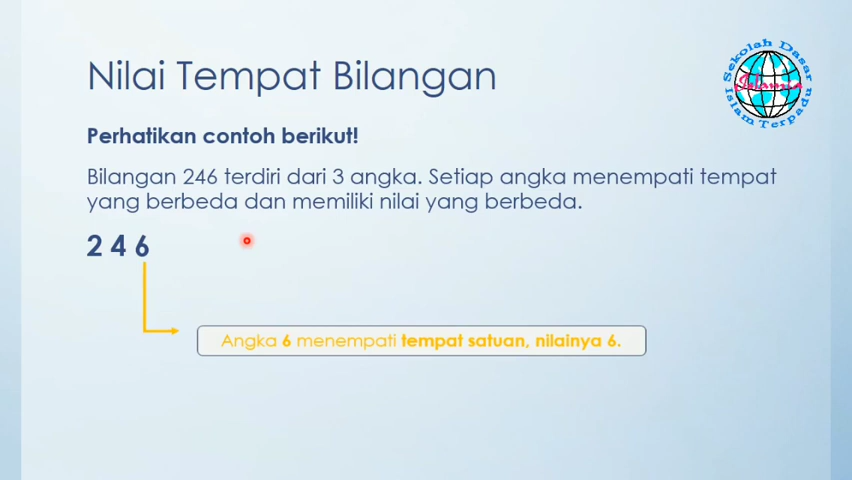 Nilai Tempat Bilangan
Sekolah Dasar
Islamia
Islam Terpadu
Perhatikan contoh berikut!
Bilangan 246 terdiri dari 3 angka. Setiap angka menempati tempat
yang berbeda dan memiliki nilai yang berbeda.
2 4 6
Angka 6 menempati tempat satuan, nilainya 6.